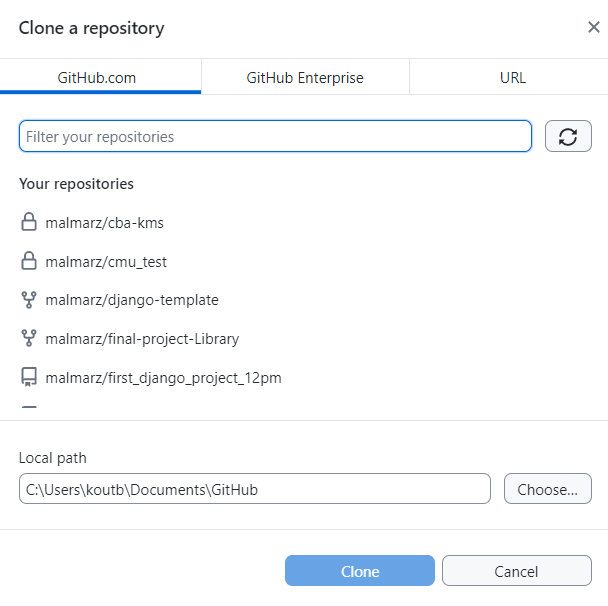 Clone a repository
GitHub.com
GitHub Enterprise
URL
Filter your repositories
Your repositories
malmarz/cba-kms
malmarz/cmu_test
malmarz/django-template
malmarz/final-project-Library
malmarz/first_django_project_12pm
Local path
C:\Users\koutb\Documents\GitHub
Choose...
Clone
Cancel